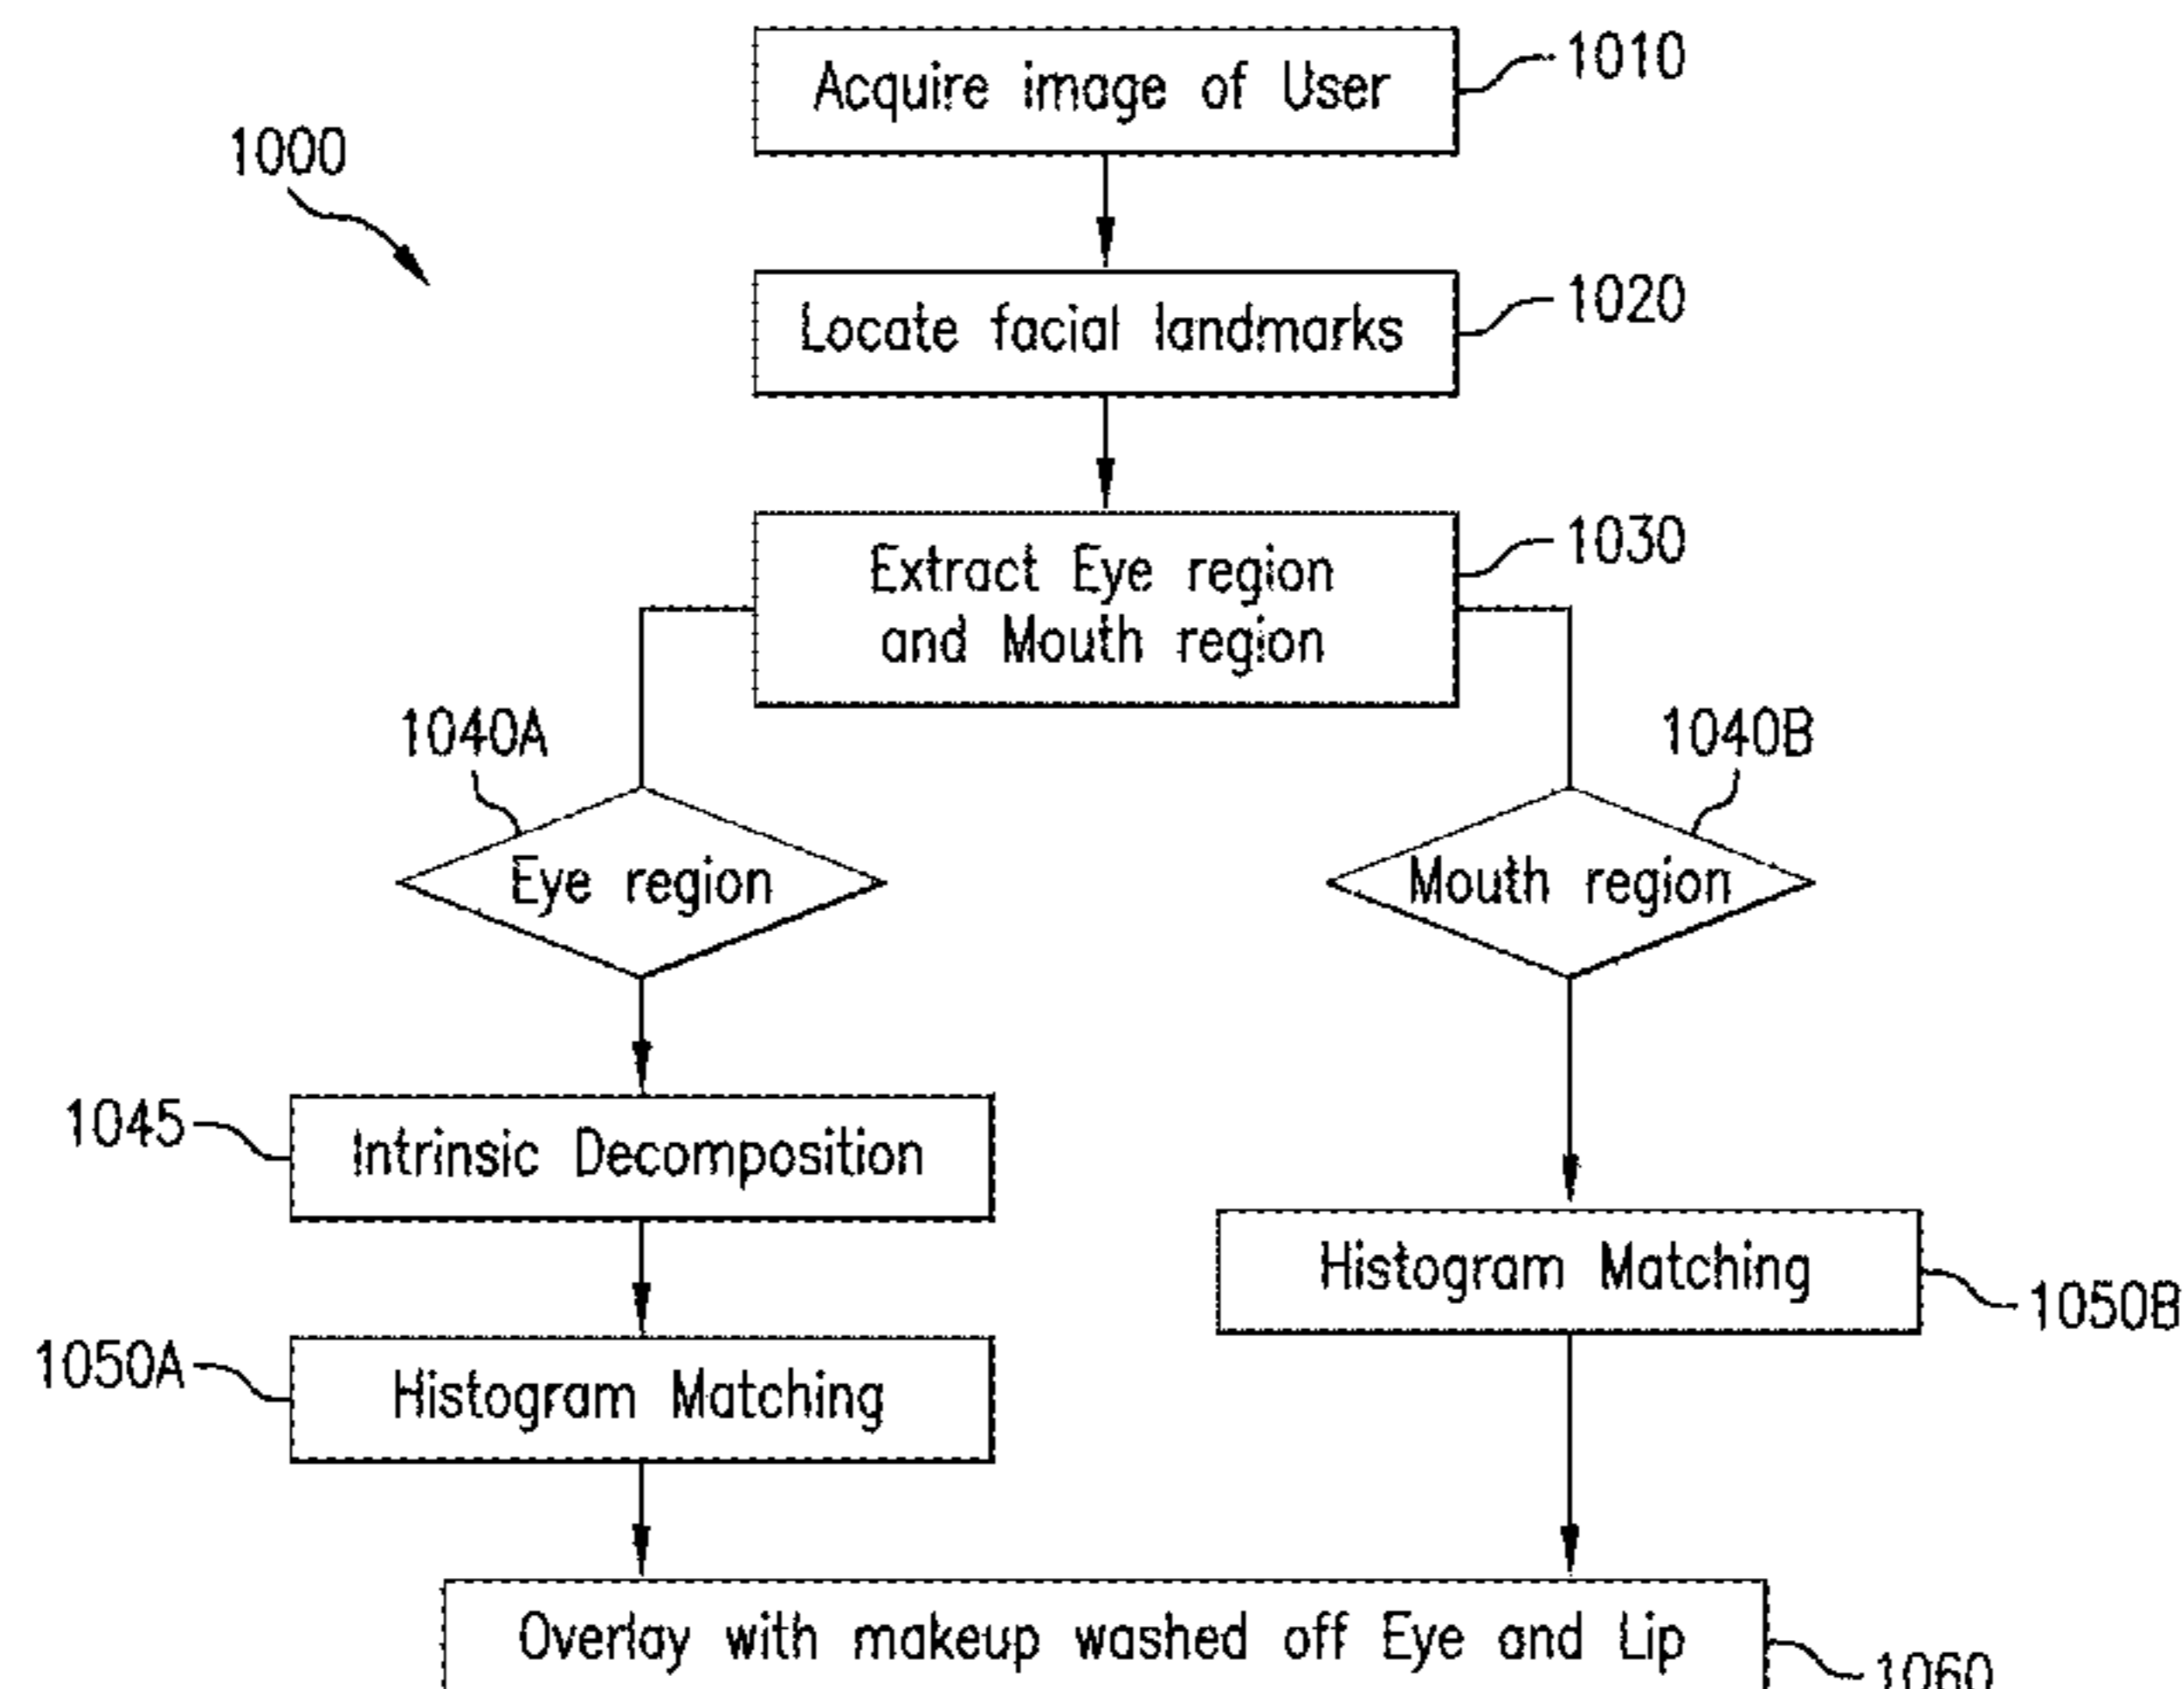 Acquire image of User
1010
1000
Locate facial landmarks
1020
Extract Eye region
and Mouth region
1030
1040A
1040B
Eye region
Mouth region
1045
Intrinsic Decomposition
Histogram Matching
1050B
1050A
Histogram Matching
Overlay with makeup washed off Eye and Lip
1060